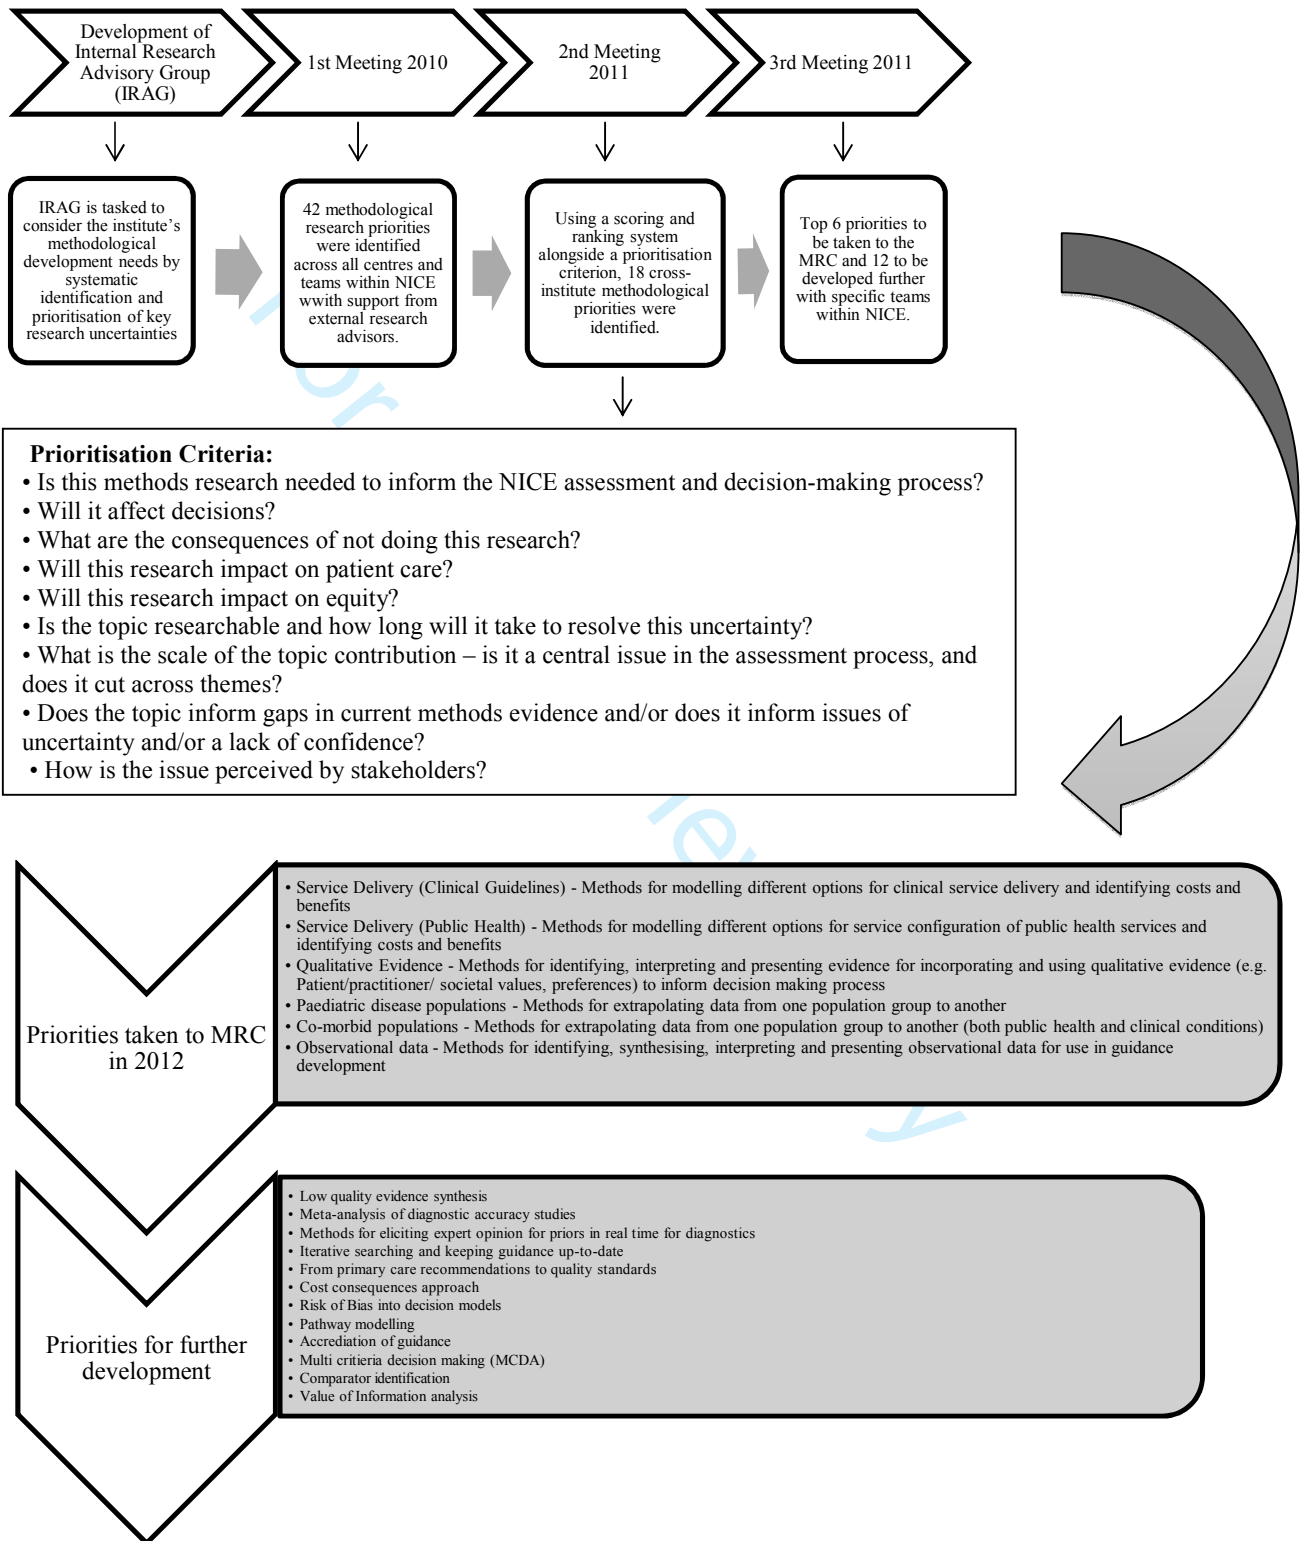 Development of
Internal Research
Advisory Group
(IRAG)
1st Meeting 2010
2nd Meeting
2011
3rd Meeting 2011
IRAG is tasked to
consider the institute's
methodological
development needs by
systematic
identification and
prioritisation of key
research uncertainties
42 methodological
research priorities
were identified
across all centres and
teams within NICE
wwith support from
external research
advisors.
Using a scoring and
ranking system
alongside a prioritisation
criterion, 18 cross-
institute methodological
priorities were
identified.
Top 6 priorities to
be taken to the
MRC and 12 to be
developed further
with specific teams
within NICE.
Prioritisation Criteria:
• Is this methods research needed to inform the NICE assessment and decision-making process?
• Will it affect decisions?
• What are the consequences of not doing this research?
• Will this research impact on patient care?
• Will this research impact on equity?
• Is the topic researchable and how long will it take to resolve this uncertainty?
• What is the scale of the topic contribution – is it a central issue in the assessment process, and
does it cut across themes?
• Does the topic inform gaps in current methods evidence and/or does it inform issues of
uncertainty and/or a lack of confidence?
• How is the issue perceived by stakeholders?
Priorities taken to MRC
in 2012
• Service Delivery (Clinical Guidelines) - Methods for modelling different options for clinical service delivery and identifying costs and
benefits
• Service Delivery (Public Health) - Methods for modelling different options for service configuration of public health services and
identifying costs and benefits
• Qualitative Evidence - Methods for identifying, interpreting and presenting evidence for incorporating and using qualitative evidence (e.g.
Patient/practitioner/ societal values, preferences) to inform decision making process
• Paediatric disease populations - Methods for extrapolating data from one population group to another
• Co-morbid populations - Methods for extrapolating data from one population group to another (both public health and clinical conditions)
• Observational data - Methods for identifying, synthesising, interpreting and presenting observational data for use in guidance
development
Priorities for further
development
• Low quality evidence synthesis
• Meta-analysis of diagnostic accuracy studies
• Methods for eliciting expert opinion for priors in real time for diagnostics
• Iterative searching and keeping guidance up-to-date
• From primary care recommendations to quality standards
• Cost consequences approach
• Risk of Bias into decision models
• Pathway modelling
• Accrediation of guidance
• Multi critieria decision making (MCDA)
• Comparator identification
• Value of Information analysis